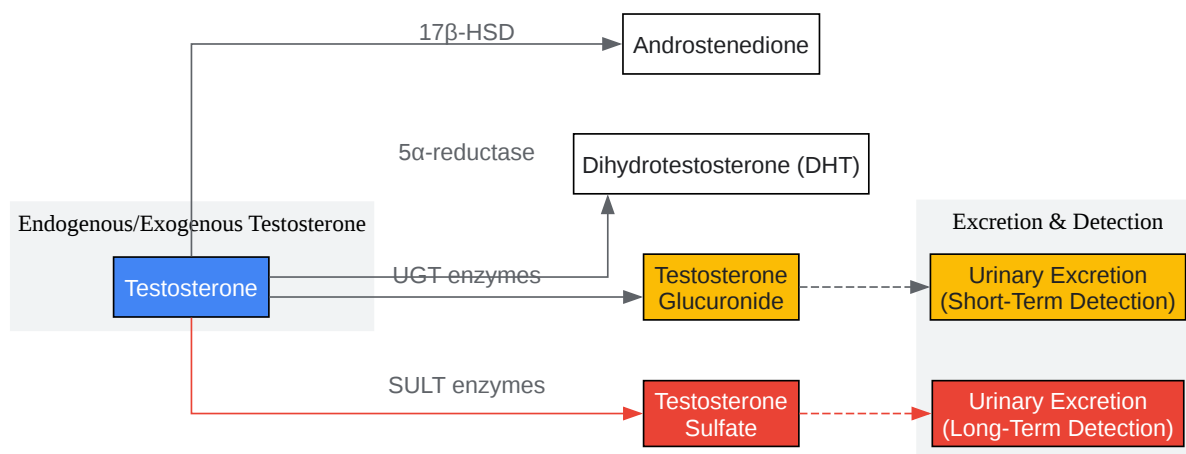 17β-HSD
Androstenedione
5α-reductase
Dihydrotestosterone (DHT)
Endogenous/Exogenous Testosterone
Excretion & Detection
Testosterone
UGT enzymes
Testosterone
Glucuronide
Urinary Excretion
(Short-Term Detection)
SULT enzymes
Testosterone
Sulfate
Urinary Excretion
(Long-Term Detection)